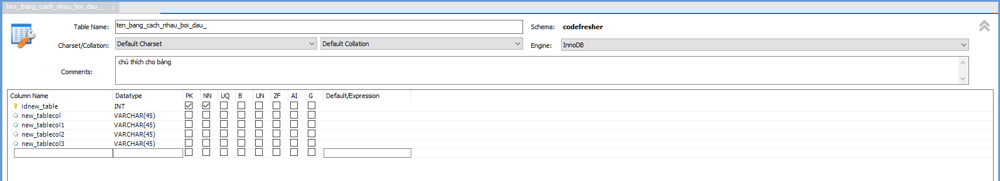 ten_bang_cach_nhau_boi_dau_... ×
Table Name: ten_bang_cach_nhau_boi_dau_ Schema: codefresher
Charset/Collation: Default Charset Default Collation Engine: InnoDB
Comments: chú thích cho bảng
Column Name Datatype PK NN UQ B UN ZF AI G Default/Expression
idnew_table INT
new_tablecol VARCHAR(45)
new_tablecol1 VARCHAR(45)
new_tablecol2 VARCHAR(45)
new_tablecol3 VARCHAR(45)